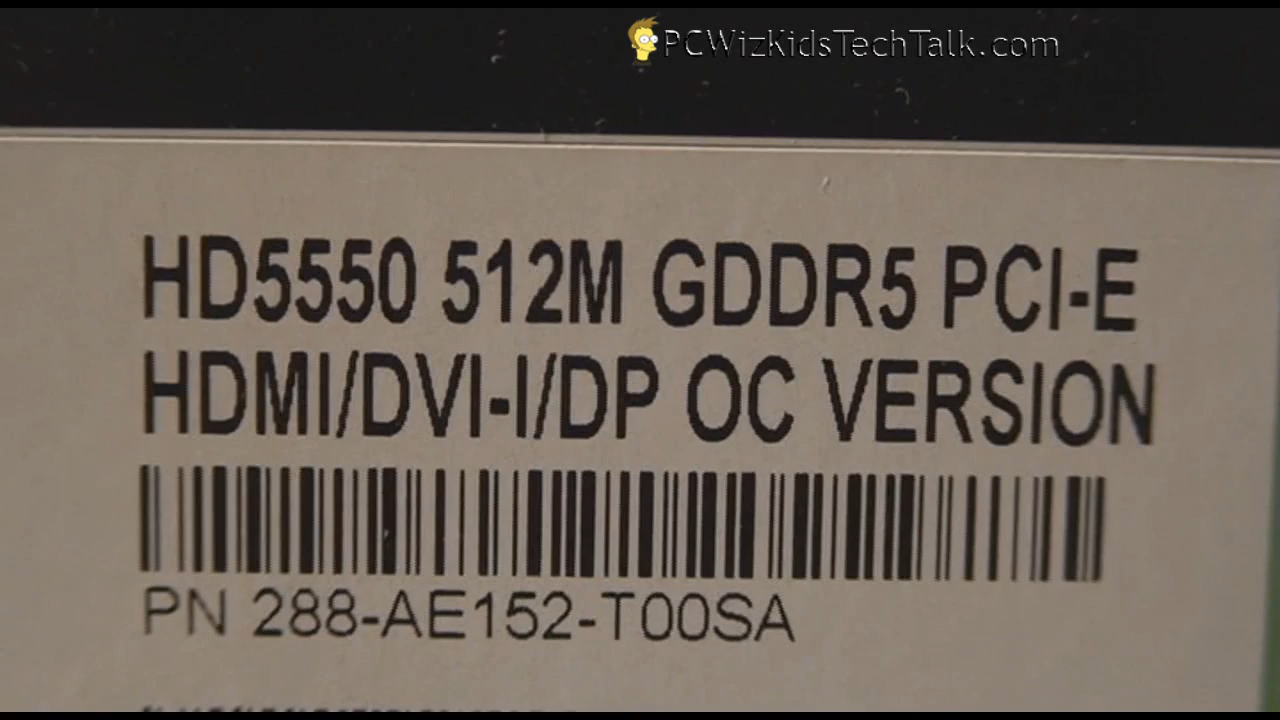 PCWizKidsTechTalk.com
HD5550 512M GDDR5 PCI-E
HDMI/DVI-I/DP OC VERSION
PN 288-AE152-T00SA